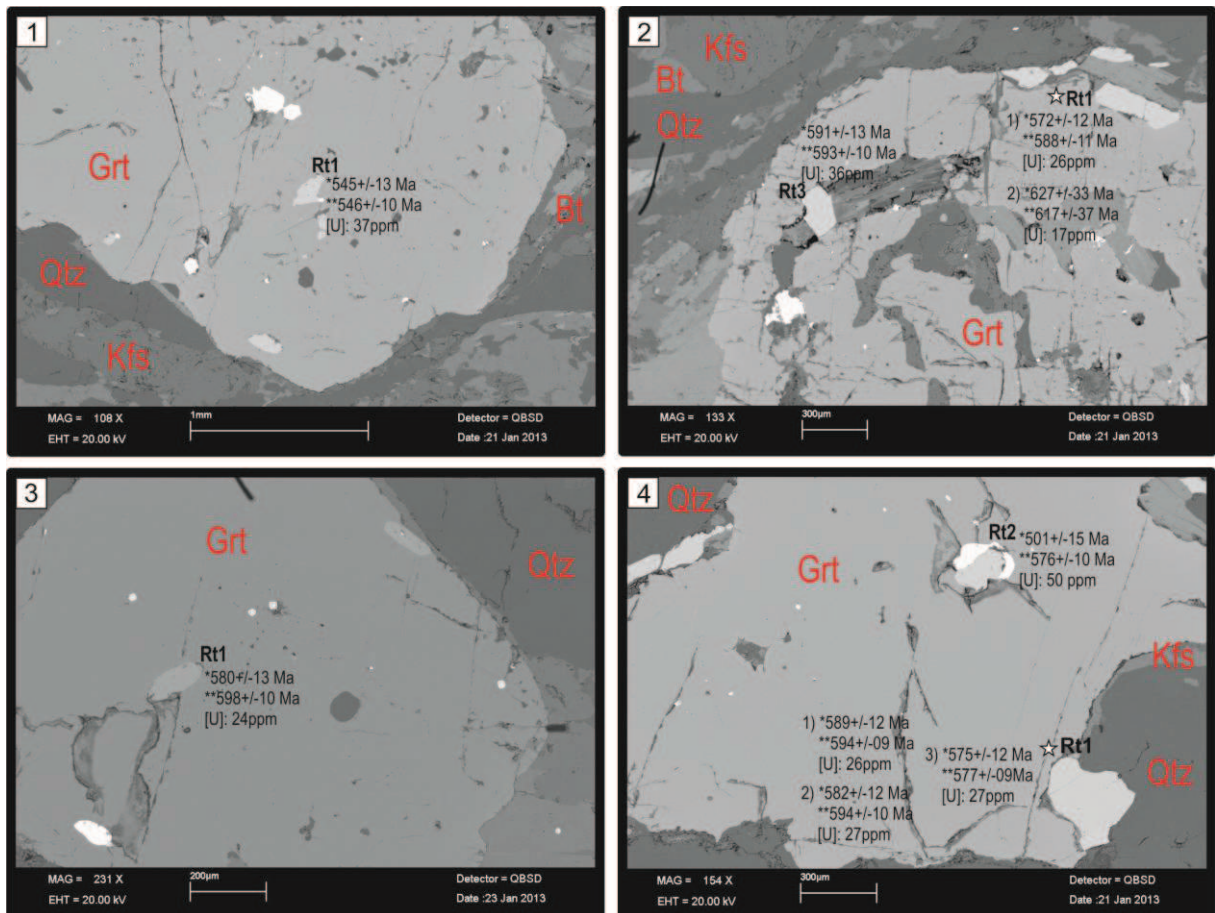 1
Grt
Rt1
*545+/-13 Ma
**546+/-10 Ma
[U]: 37ppm
Bt
Qtz
Kfs
MAG = 108 X
1mm
Detector = QBSD
EHT = 20.00 kV
Date :21 Jan 2013
2
Kfs
Bt
Qtz
Rt1
1) *572+/-12 Ma
**588+/-11 Ma
[U]: 26ppm
2) *627+/-33 Ma
**617+/-37 Ma
[U]: 17ppm
*591+/-13 Ma
**593+/-10 Ma
[U]: 36ppm
Rt3
Grt
MAG = 133 X
300µm
Detector = QBSD
EHT = 20.00 kV
Date :21 Jan 2013
3
Grt
Qtz
Rt1
*580+/-13 Ma
**598+/-10 Ma
[U]: 24ppm
MAG = 231 X
200µm
Detector = QBSD
EHT = 20.00 kV
Date :23 Jan 2013
4
Qtz
Grt
Rt2
*501+/-15 Ma
**576+/-10 Ma
[U]: 50 ppm
Kfs
1) *589+/-12 Ma
**594+/-09 Ma
[U]: 26ppm
2) *582+/-12 Ma
**594+/-10 Ma
[U]: 27ppm
Rt1
3) *575+/-12 Ma
**577+/-09Ma
[U]: 27ppm
Qtz
MAG = 154 X
300µm
Detector = QBSD
EHT = 20.00 kV
Date :21 Jan 2013